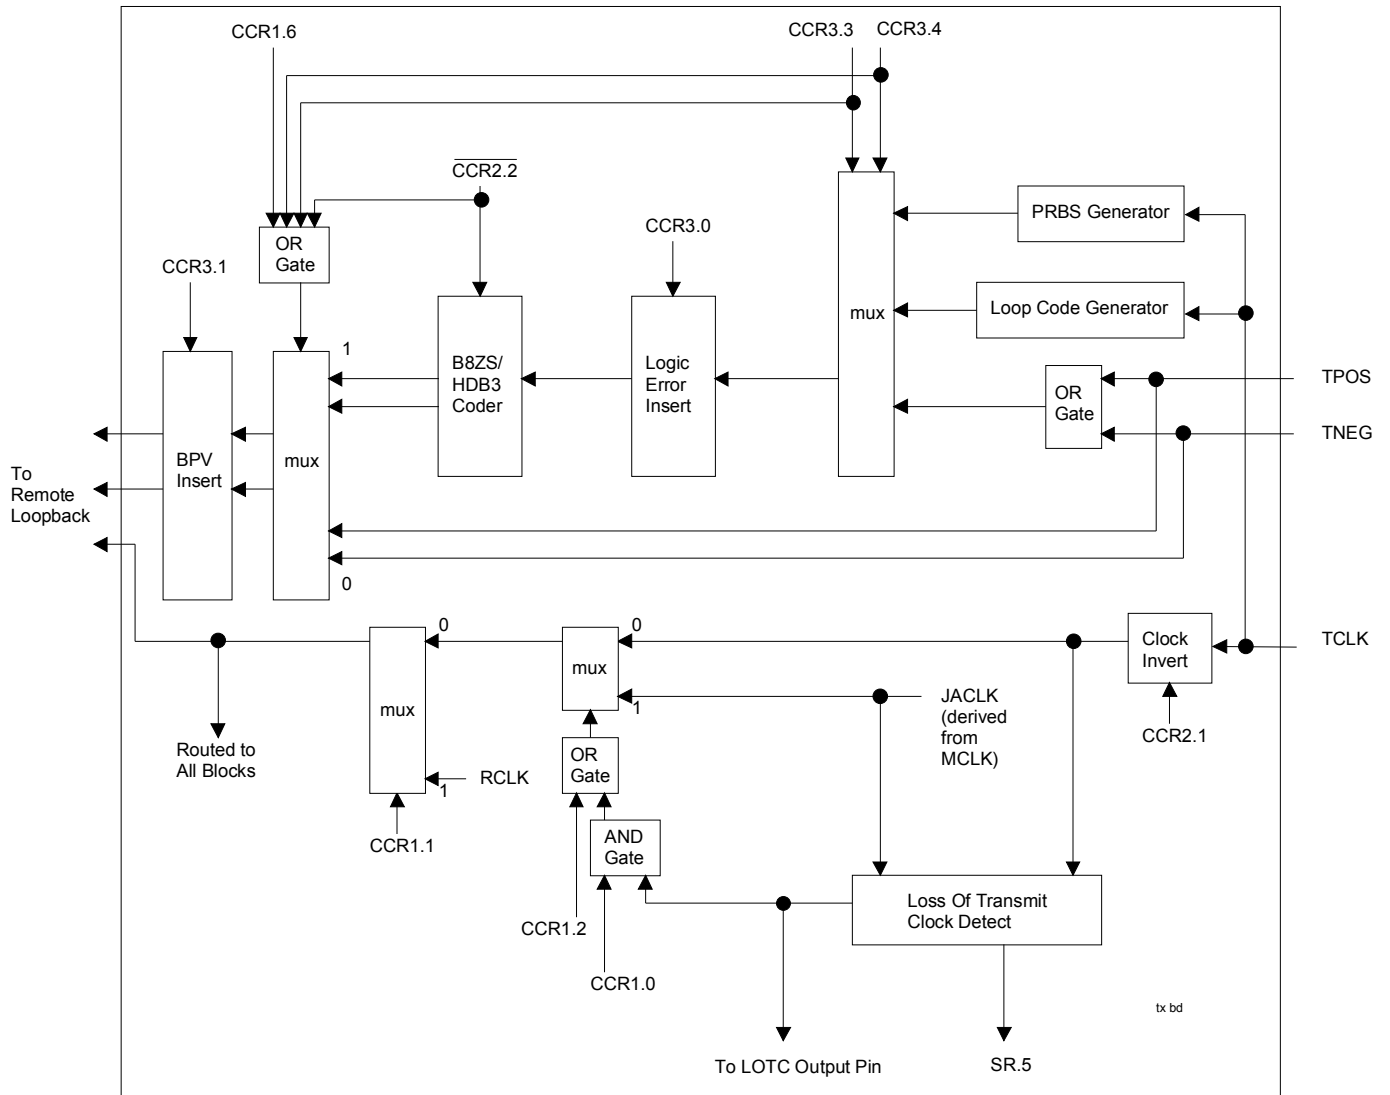 CCR1.6
CCR3.3
CCR3.4
CCR2.2
PRBS Generator
CCR3.0
OR
Gate
CCR3.1
Loop Code Generator
mux
1
B8ZS/
HDB3
Coder
Logic
Error
Insert
OR
Gate
TPOS
TNEG
BPV
Insert
mux
To
Remote
Loopback
0
0
0
Clock
Invert
TCLK
mux
mux
1
JACLK
(derived
from
MCLK)
CCR2.1
Routed to
All Blocks
OR
Gate
RCLK
1
CCR1.1
AND
Gate
Loss Of Transmit
Clock Detect
CCR1.2
CCR1.0
tx bd
To LOTC Output Pin
SR.5